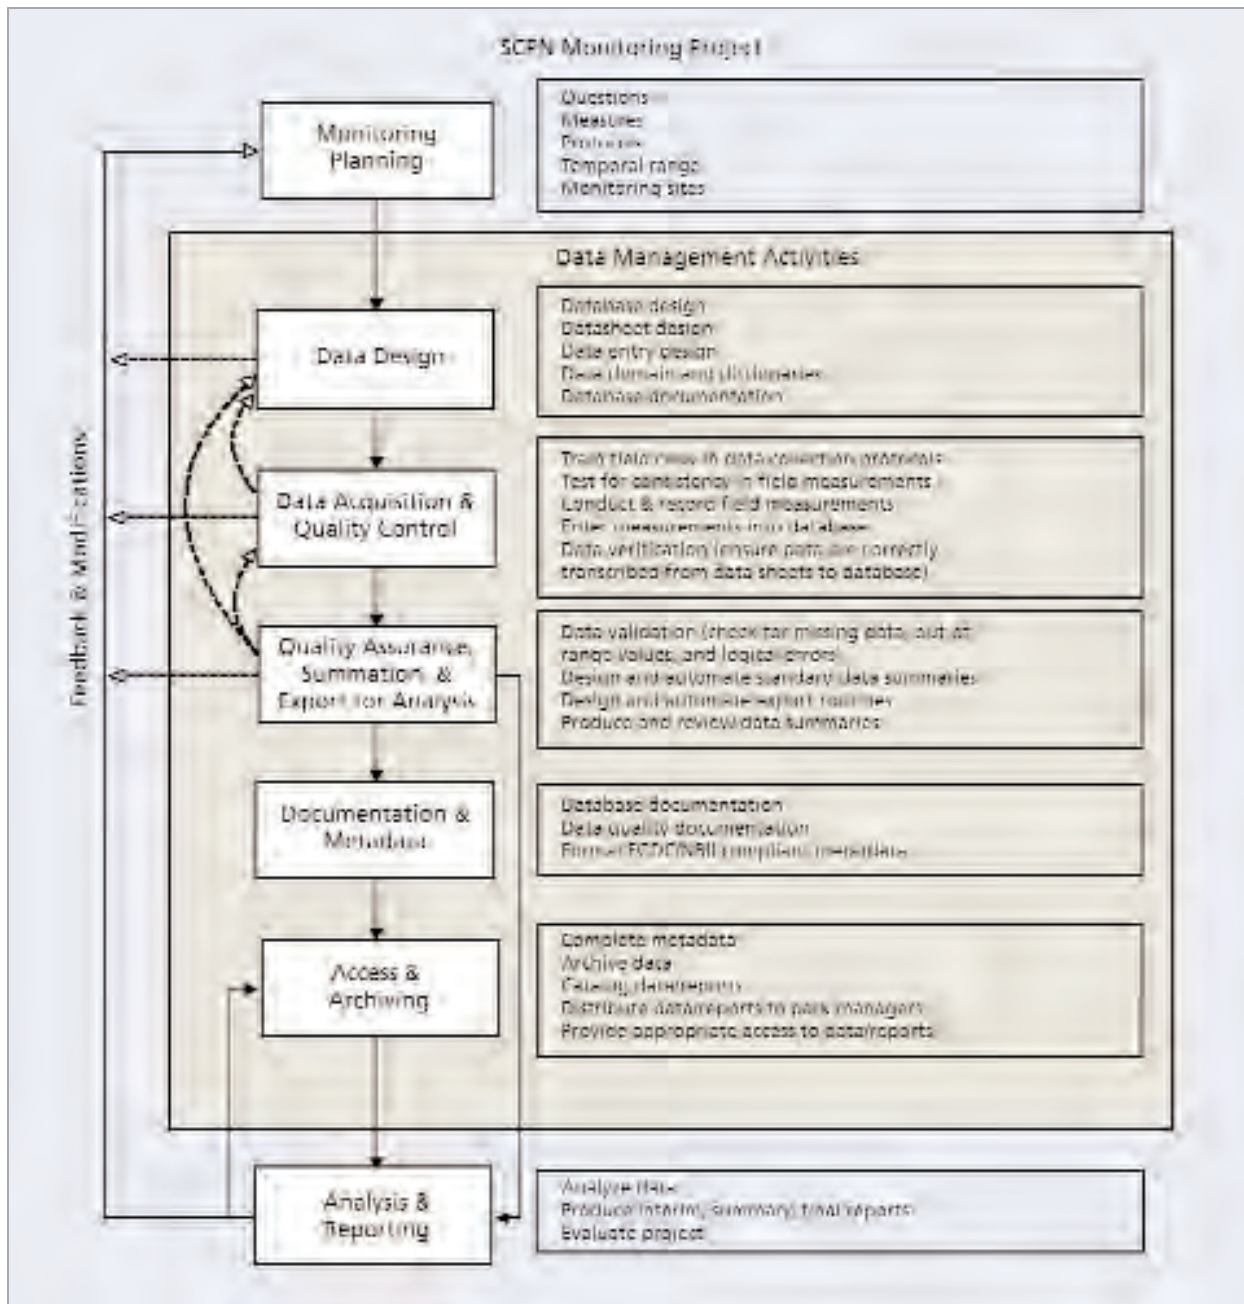 SCPN Monitoring Project
Monitoring
Planning
Questions
Measures
Protocols
Temporal range
Monitoring sites
Data Management Activities
Data Design
Database design
Datasheet design
Data entry design
Data domain and dictionaries
Database documentation
Feedback & Modifications
Data Acquisition &
Quality Control
Train field crews in data collection protocols
Test for consistency in field measurements
Conduct & record field measurements
Enter measurements into database
Data verification (ensure data are correctly
transcribed from data sheets to database)
Quality Assurance,
Summation, &
Export for Analysis
Data validation (check for missing data, out of
range values, and logical errors)
Design and automate standard data summaries
Design and automate export routines
Produce and review data summaries
Documentation &
Metadata
Database documentation
Data quality documentation
Format FGDC/NBII compliant metadata
Access &
Archiving
Complete metadata
Archive data
Catalog data/reports
Distribute data/reports to park managers
Provide appropriate access to data/reports
Analysis &
Reporting
Analyze data
Produce interim, summary, final reports
Evaluate project